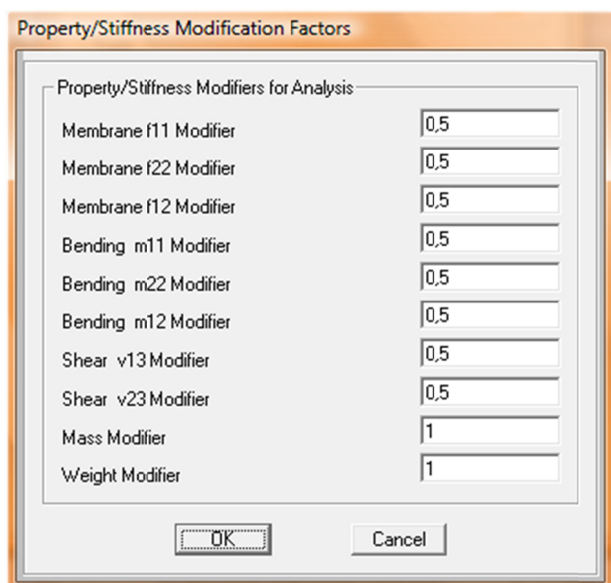 Property/Stiffness Modification Factors
Property/Stiffness Modifiers for Analysis
Membrane f11 Modifier 0,5
Membrane f22 Modifier 0,5
Membrane f12 Modifier 0,5
Bending m11 Modifier 0,5
Bending m22 Modifier 0,5
Bending m12 Modifier 0,5
Shear v13 Modifier 0,5
Shear v23 Modifier 0,5
Mass Modifier 1
Weight Modifier 1
OK Cancel